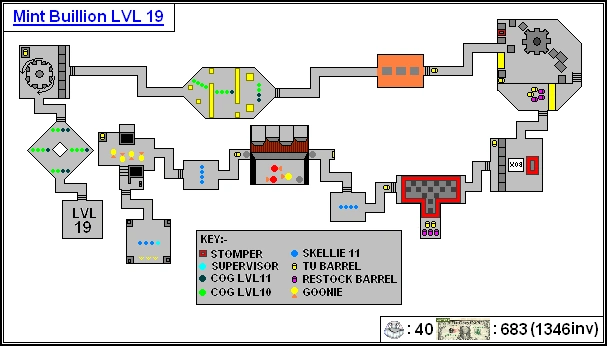 Mint Buillion LVL 19
BOX
LVL
19
KEY:-
STOMPER
SKELLIE 11
SUPERVISOR
TU BARREL
COG LVL11
RESTOCK BARREL
COG LVL10
GOONIE
: 40
: 683 (1346inv)